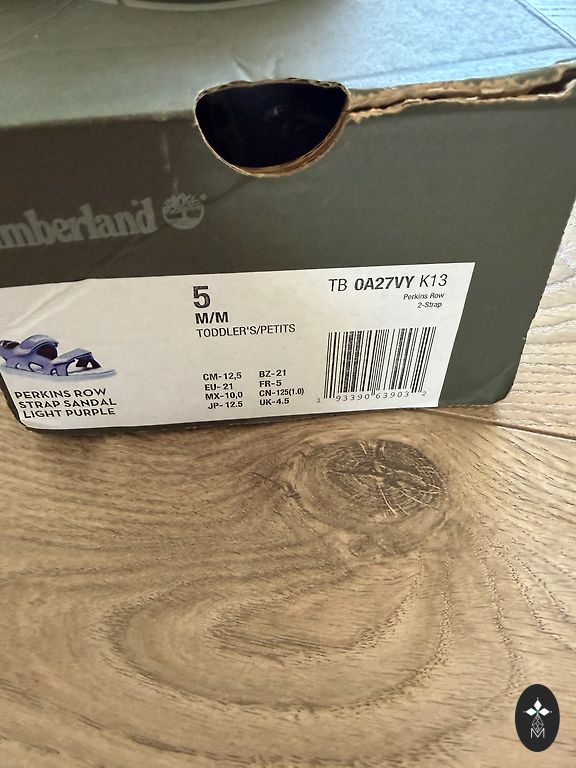 imberland
5
M/M
TODDLER'S/PETITS
TB 0A27VY K13
Perkins Row
2-Strap
CM-12,5 BZ-21
EU-21 FR-5
MX-10,0 CN-125(1.0)
JP-12.5 UK-4.5
1 93390 63903 2
PERKINS ROW
STRAP SANDAL
LIGHT PURPLE
M